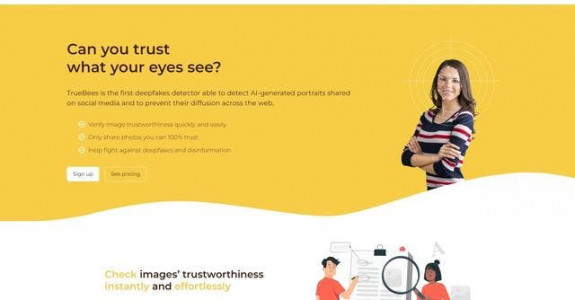 Can you trust
what your eyes see?
TrueBees is the first deepfakes detector able to detect AI-generated portraits shared
on social media and to prevent their diffusion across the web.
Verify image trustworthiness quickly and easily
Only share photos you can 100% trust
Help fight against deepfakes and disinformation
Sign up
See pricing
Check images' trustworthiness
instantly and effortlessly